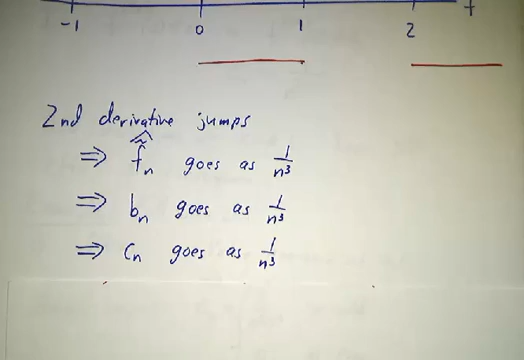 -1 0 1 2 t
2nd derivative jumps
⇒ f̃̂ₙ goes as 1/n³
⇒ bₙ goes as 1/n³
⇒ cₙ goes as 1/n³